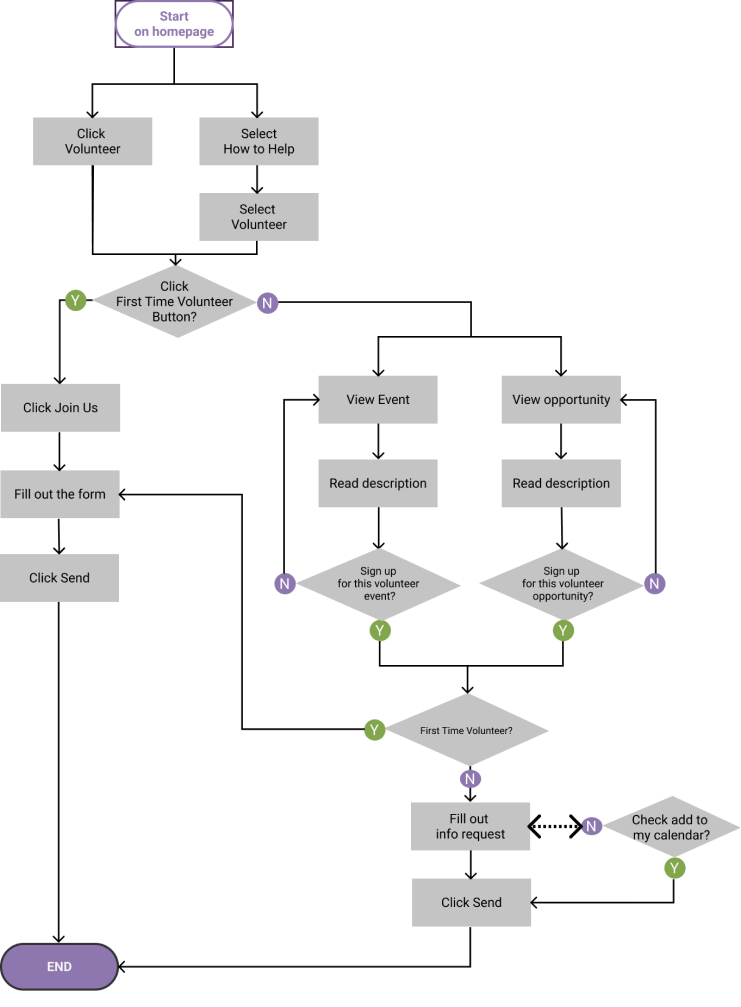 Start
on homepage
Click
Volunteer
Select
How to Help
Select
Volunteer
Click
First Time Volunteer
Button?
Y
N
Click Join Us
View Event
View opportunity
Fill out the form
Read description
Read description
Click Send
Sign up
for this volunteer
event?
N
Sign up
for this volunteer
opportunity?
N
Y
Y
First Time Volunteer?
Y
N
Fill out
info request
N
Check add to
my calendar?
Y
Click Send
END